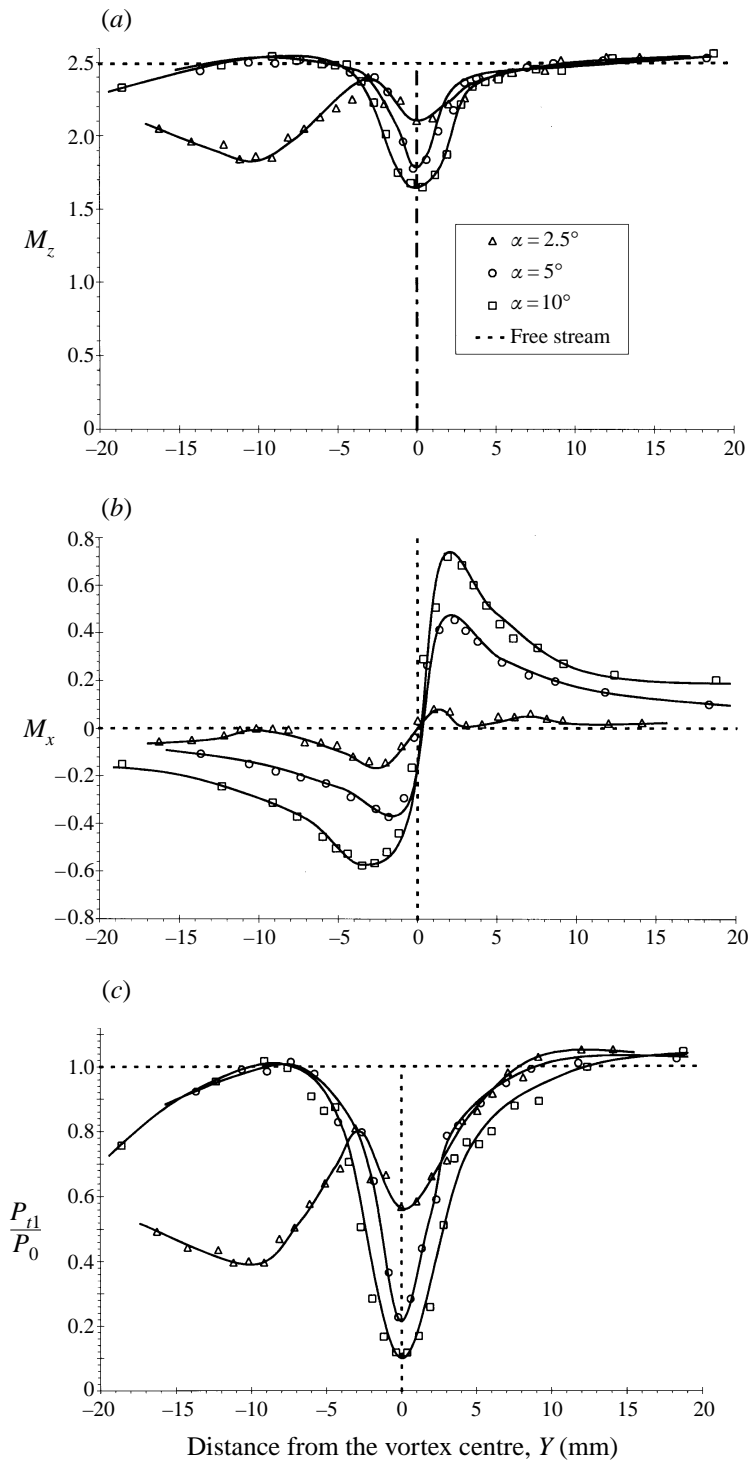 (a)
2.5
2.0
1.5
1.0
0.5
0
M_z
α = 2.5°
α = 5°
α = 10°
Free stream
−20 −15 −10 −5 0 5 10 15 20
(b)
0.8
0.6
0.4
0.2
0
−0.2
−0.4
−0.6
−0.8
M_x
−20 −15 −10 −5 0 5 10 15 20
(c)
1.0
0.8
0.6
0.4
0.2
0
P_{t1}
P_0
−20 −15 −10 −5 0 5 10 15 20
Distance from the vortex centre, Y (mm)